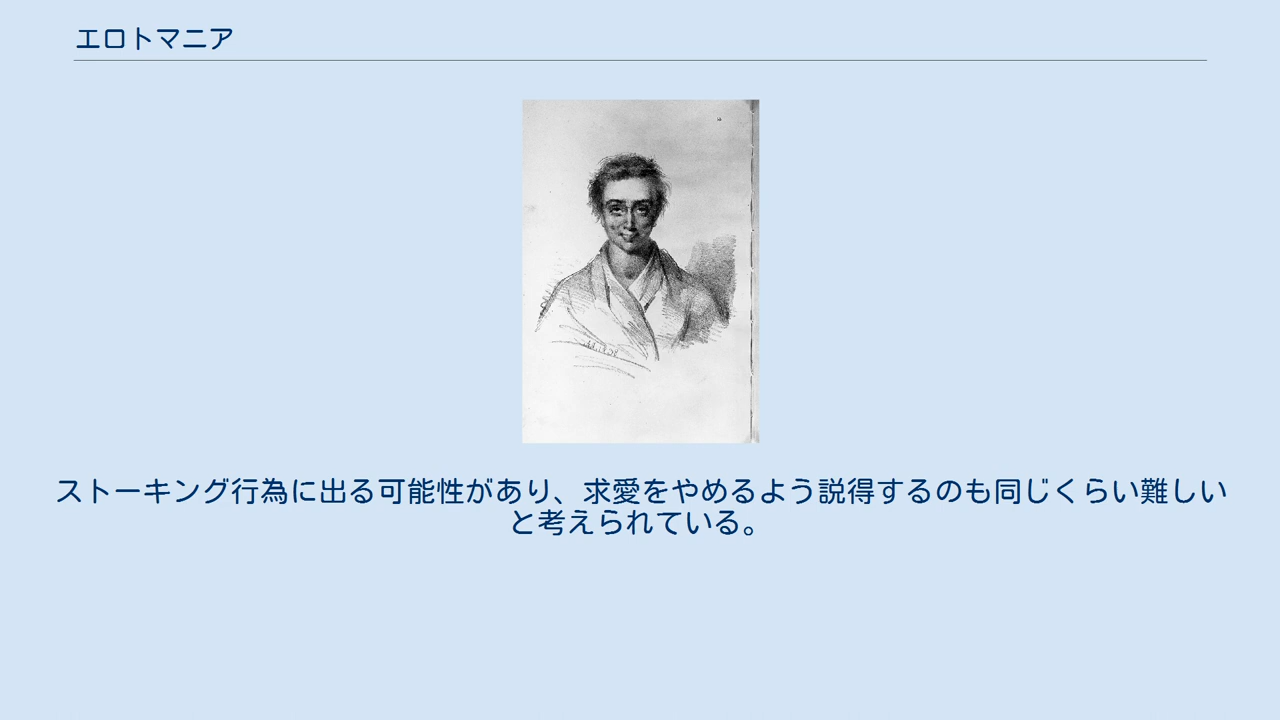 エロトマニア
ストーキング行為に出る可能性があり、求愛をやめるよう説得するのも同じくらい難しい
と考えられている。